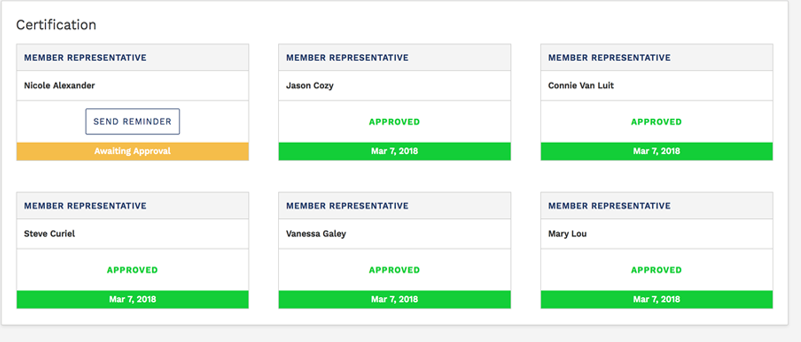 Certification
MEMBER REPRESENTATIVE
Nicole Alexander
SEND REMINDER
Awaiting Approval
MEMBER REPRESENTATIVE
Jason Cozy
APPROVED
Mar 7, 2018
MEMBER REPRESENTATIVE
Connie Van Luit
APPROVED
Mar 7, 2018
MEMBER REPRESENTATIVE
Steve Curiel
APPROVED
Mar 7, 2018
MEMBER REPRESENTATIVE
Vanessa Galey
APPROVED
Mar 7, 2018
MEMBER REPRESENTATIVE
Mary Lou
APPROVED
Mar 7, 2018